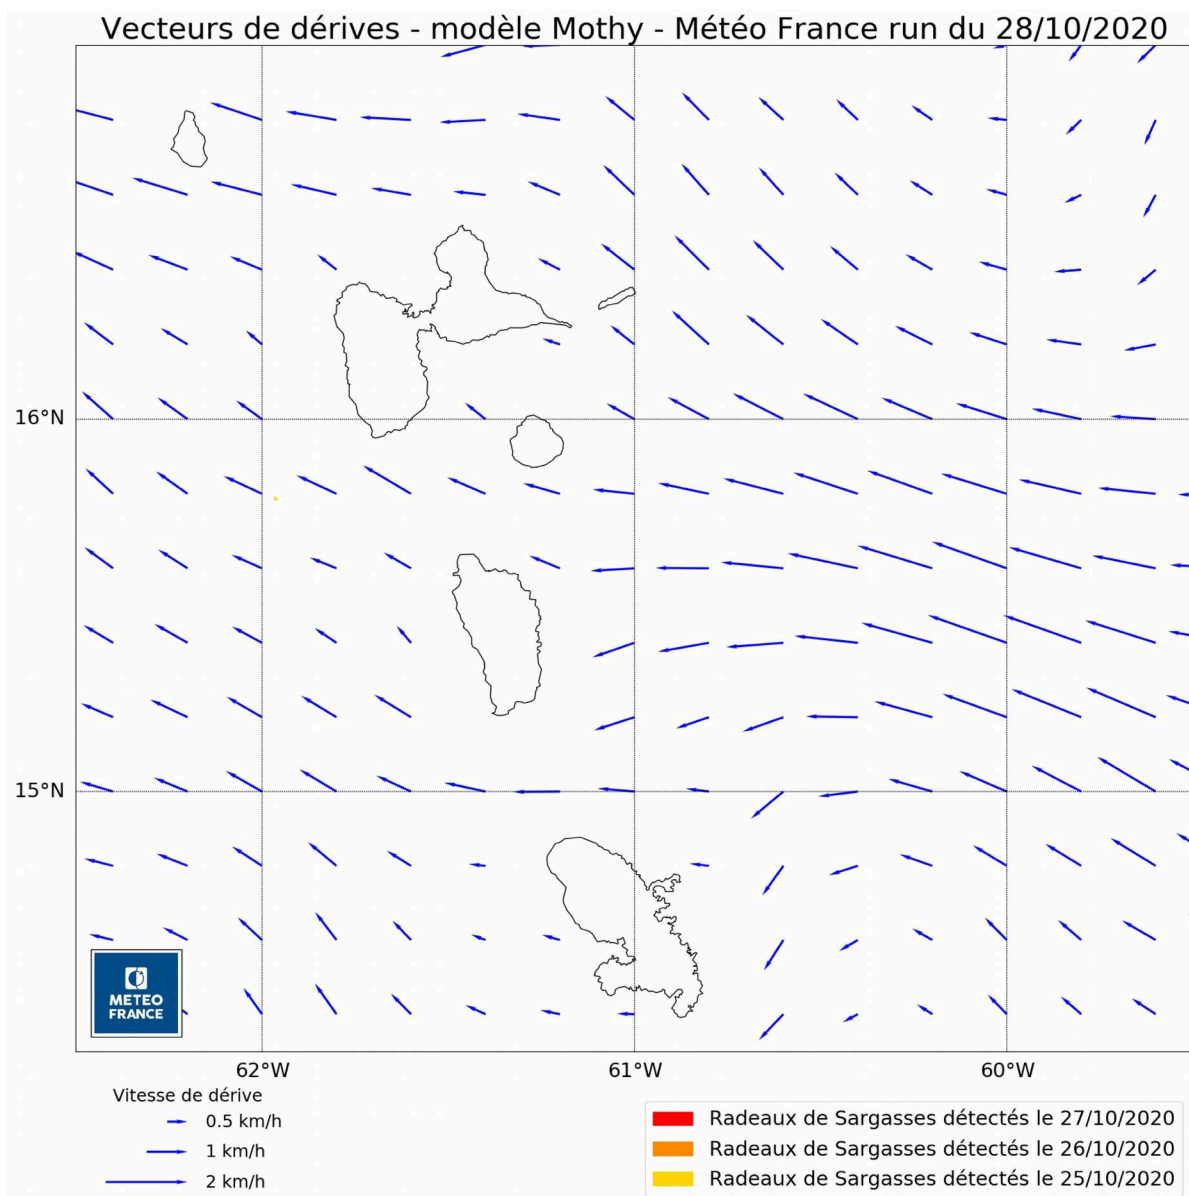 Vecteurs de dérives - modèle Mothy - Météo France run du 28/10/2020
16°N
15°N
METEO
FRANCE
62°W
61°W
60°W
Vitesse de dérive
0.5 km/h
1 km/h
2 km/h
Radeaux de Sargasses détectés le 27/10/2020
Radeaux de Sargasses détectés le 26/10/2020
Radeaux de Sargasses détectés le 25/10/2020